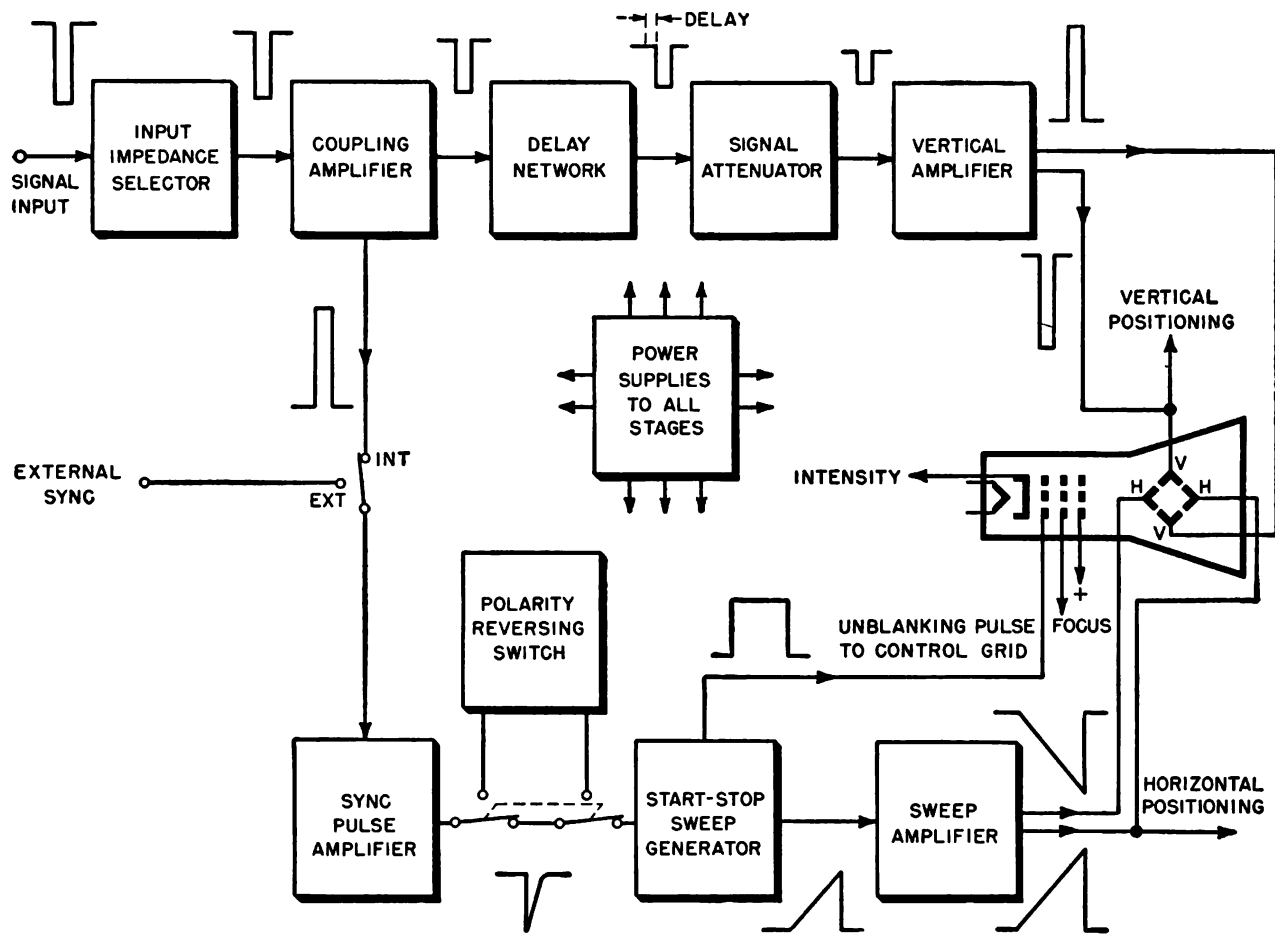 DELAY
INPUT
IMPEDANCE
SELECTOR
COUPLING
AMPLIFIER
DELAY
NETWORK
SIGNAL
ATTENUATOR
VERTICAL
AMPLIFIER
SIGNAL
INPUT
VERTICAL
POSITIONING
POWER
SUPPLIES
TO ALL
STAGES
INT
EXTERNAL
SYNC
EXT
INTENSITY
V
H
H
V
+
POLARITY
REVERSING
SWITCH
UNBLANKING PULSE
TO CONTROL GRID
FOCUS
SYNC
PULSE
AMPLIFIER
START-STOP
SWEEP
GENERATOR
SWEEP
AMPLIFIER
HORIZONTAL
POSITIONING